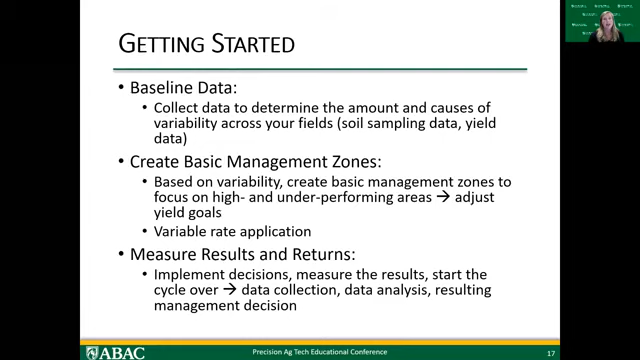 GETTING STARTED
• Baseline Data:
• Collect data to determine the amount and causes of
variability across your fields (soil sampling data, yield
data)
• Create Basic Management Zones:
• Based on variability, create basic management zones to
focus on high- and under-performing areas → adjust
yield goals
• Variable rate application
• Measure Results and Returns:
• Implement decisions, measure the results, start the
cycle over → data collection, data analysis, resulting
management decision
ABAC
Precision Ag Tech Educational Conference
17